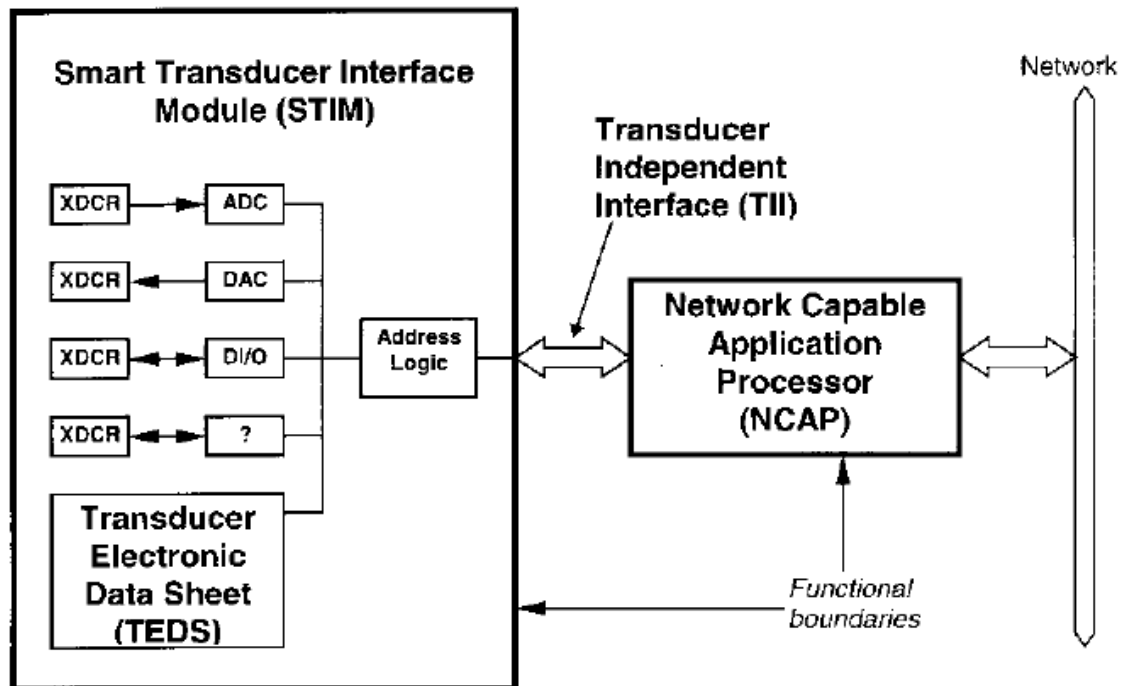 Smart Transducer Interface
Module (STIM)
Network
Transducer
Independent
Interface (TII)
XDCR
ADC
XDCR
DAC
XDCR
DI/O
XDCR
?
Address
Logic
Network Capable
Application
Processor
(NCAP)
Transducer
Electronic
Data Sheet
(TEDS)
Functional
boundaries